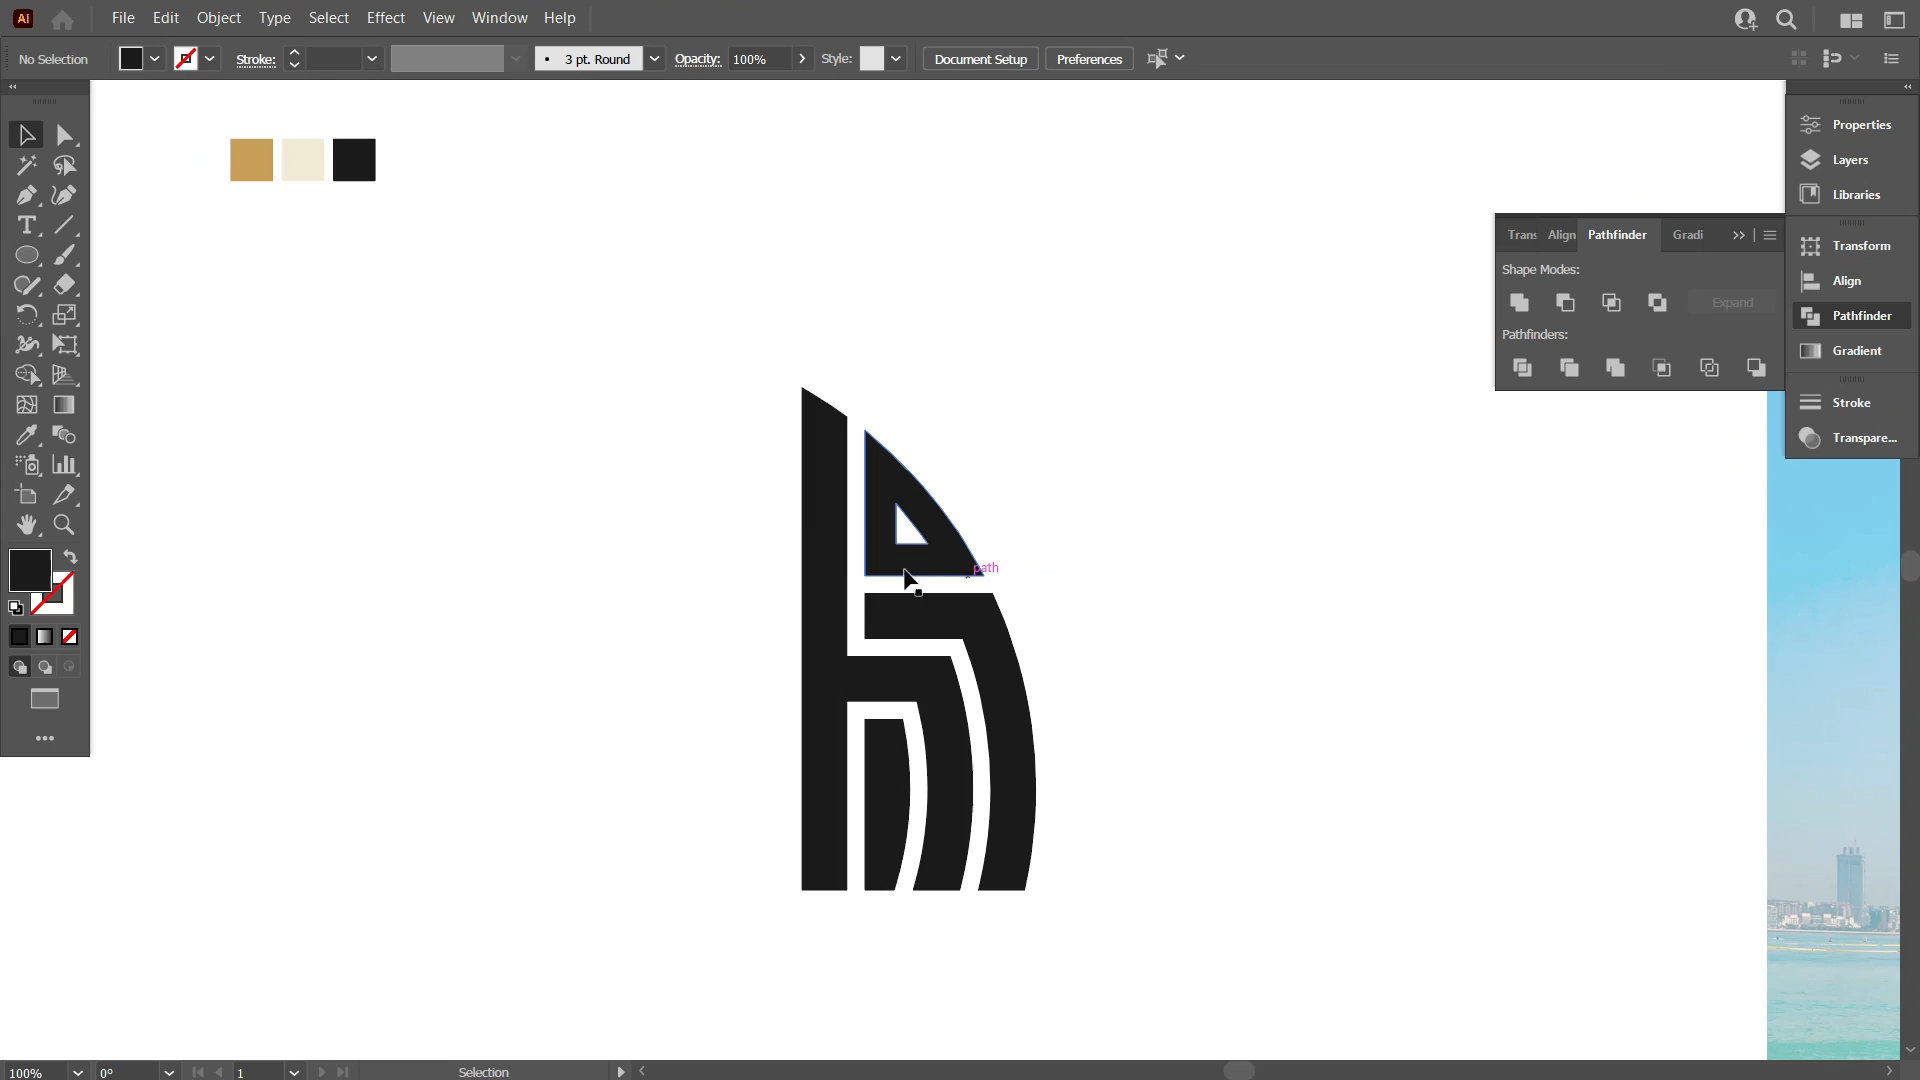 Ai File Edit Object Type Select Effect View Window Help
No Selection Stroke: 3 pt. Round Opacity: 100% Style: Document Setup Preferences
Properties
Layers
Libraries
Trans Align Pathfinder Gradi
Transform
Shape Modes:
Align
Expand
Pathfinder
Pathfinders:
Gradient
Stroke
Transpare...
path
100% 0° 1 Selection